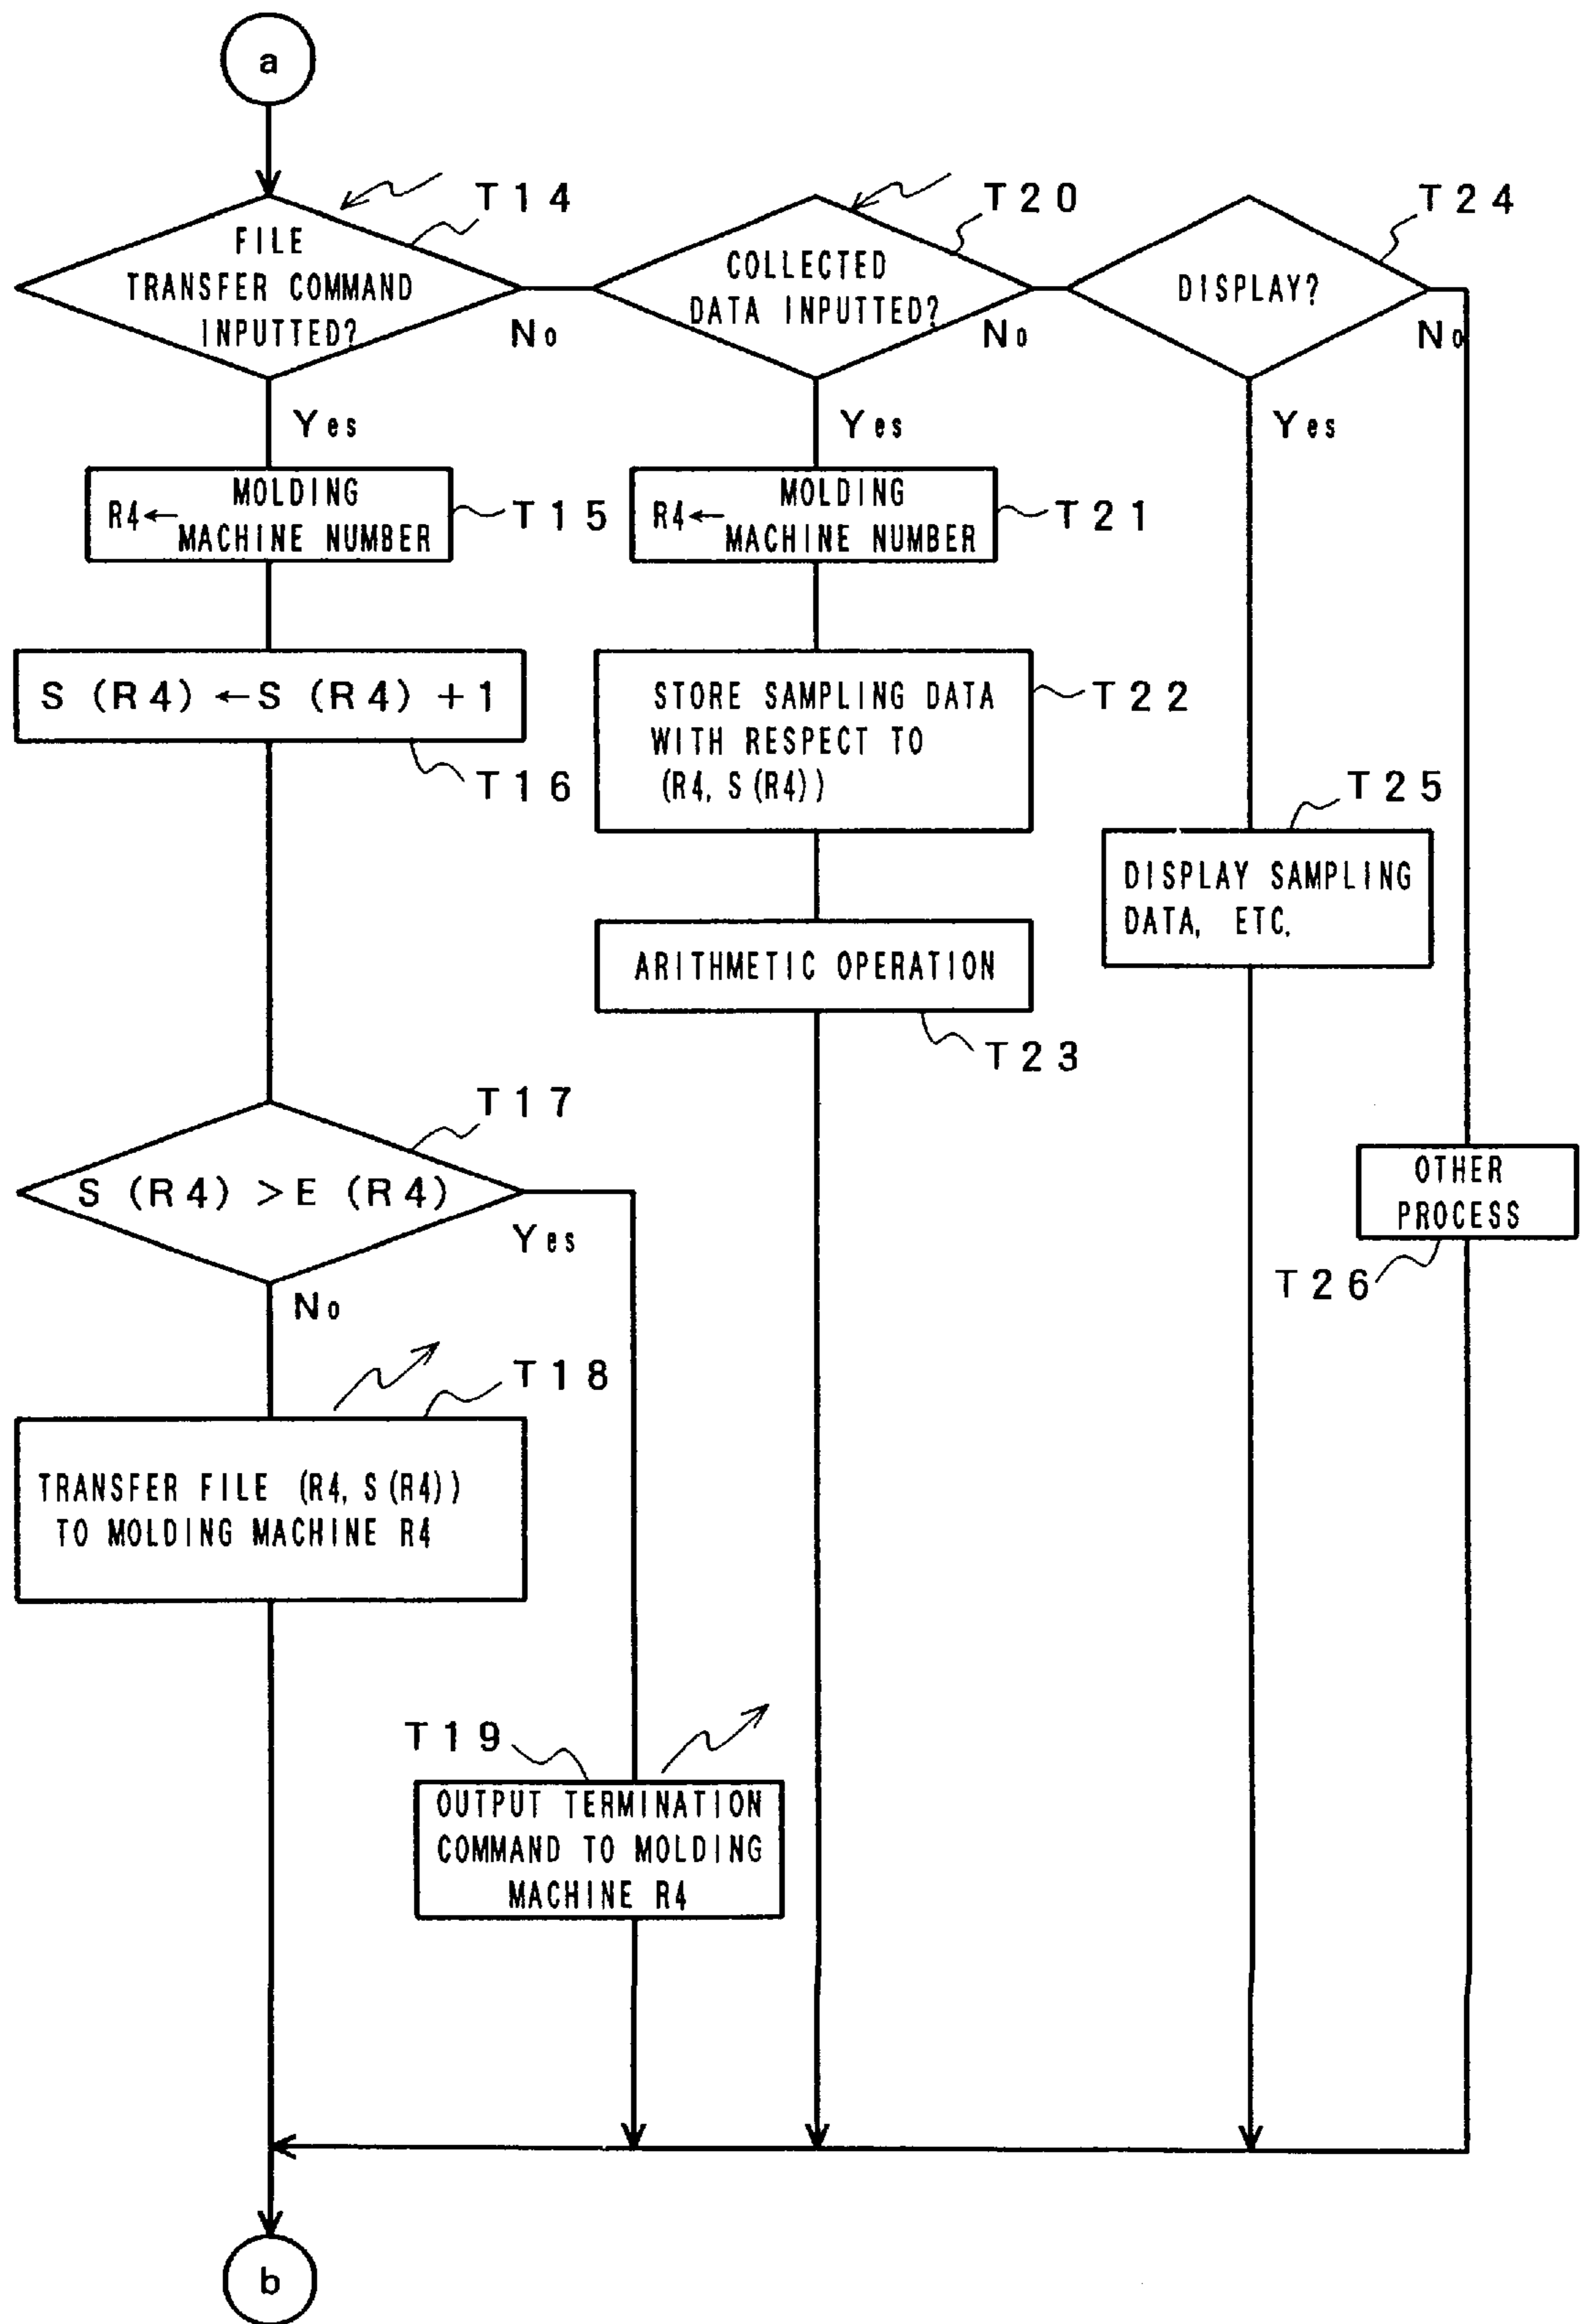 a
T14
FILE
TRANSFER COMMAND
INPUTTED?
No
Yes
T20
COLLECTED
DATA INPUTTED?
No
Yes
T24
DISPLAY?
No
Yes
R4← MOLDING
MACHINE NUMBER
T15
R4← MOLDING
MACHINE NUMBER
T21
S (R4) ←S (R4) +1
T16
STORE SAMPLING DATA
WITH RESPECT TO
(R4, S(R4))
T22
T25
DISPLAY SAMPLING
DATA, ETC.
ARITHMETIC OPERATION
T23
T17
S (R4) >E (R4)
Yes
No
OTHER
PROCESS
T26
T18
TRANSFER FILE (R4, S(R4))
TO MOLDING MACHINE R4
T19
OUTPUT TERMINATION
COMMAND TO MOLDING
MACHINE R4
b